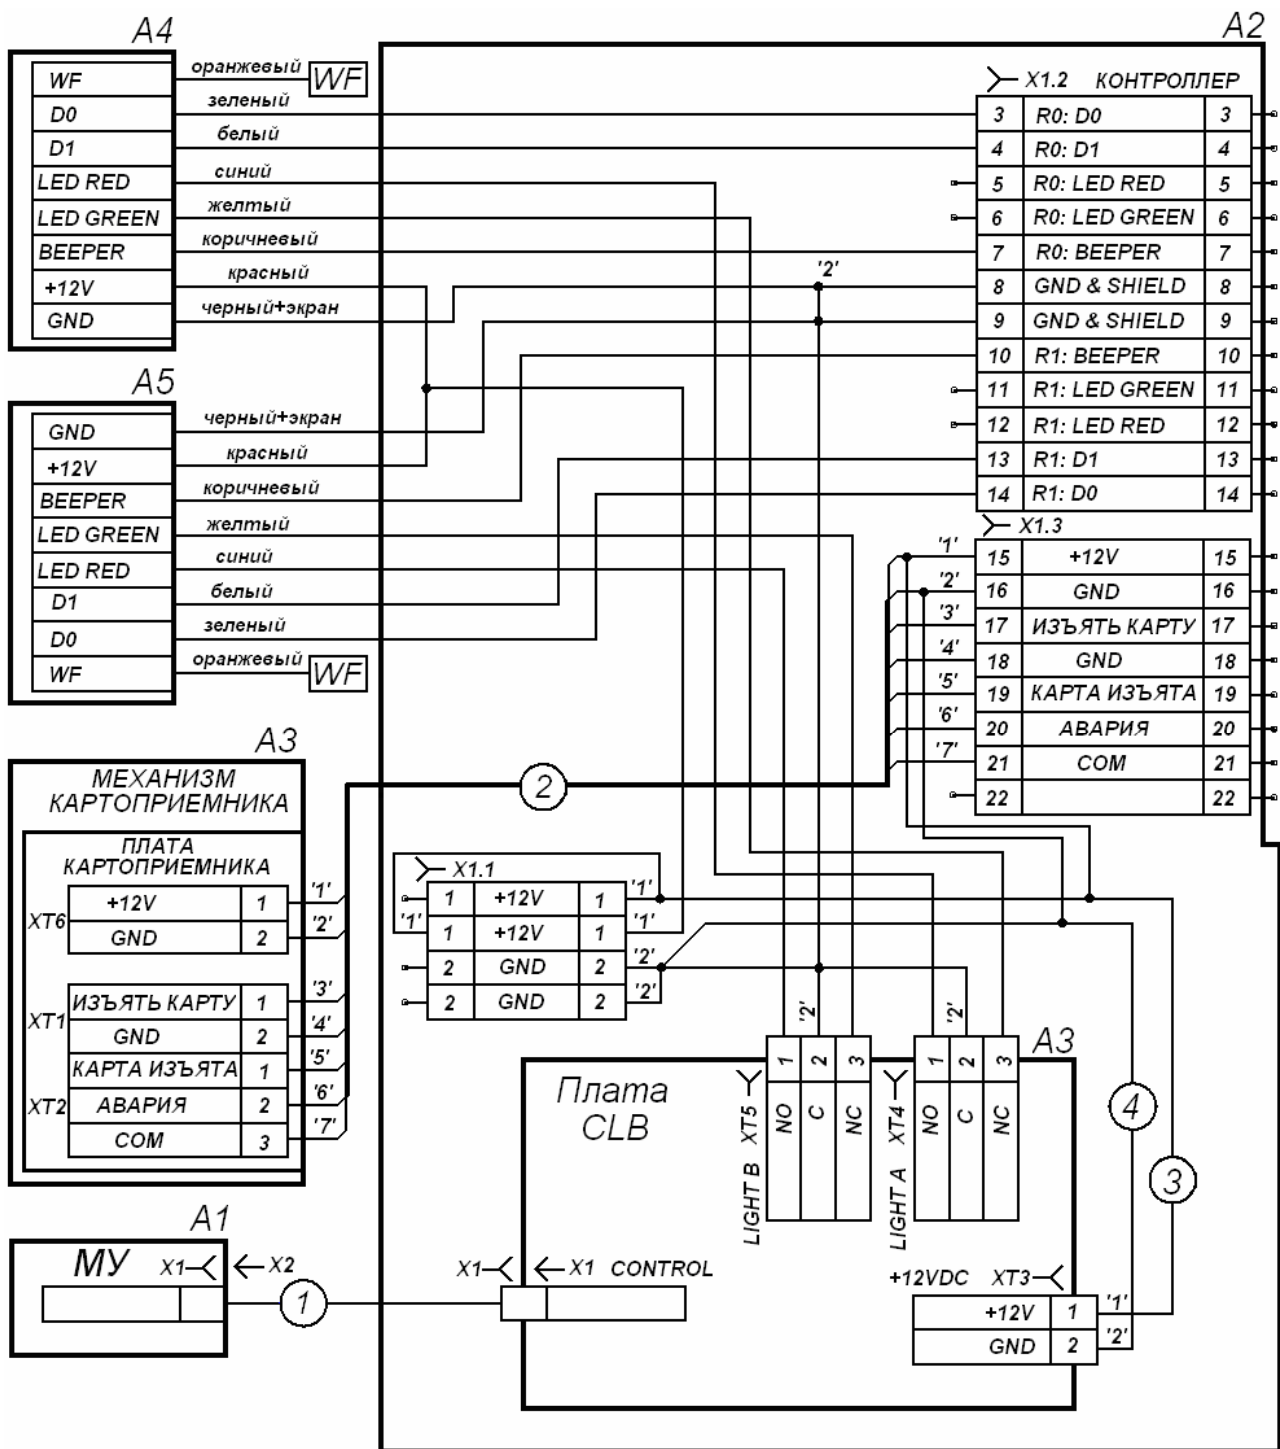 A4
A2
WF
оранжевый
WF
D0
зеленый
D1
белый
LED RED
синий
LED GREEN
желтый
BEEPER
коричневый
+12V
красный
GND
черный+экран
X1.2 КОНТРОЛЛЕР
3 R0: D0 3
4 R0: D1 4
5 R0: LED RED 5
6 R0: LED GREEN 6
7 R0: BEEPER 7
'2'
8 GND & SHIELD 8
9 GND & SHIELD 9
10 R1: BEEPER 10
11 R1: LED GREEN 11
12 R1: LED RED 12
13 R1: D1 13
14 R1: D0 14
A5
GND
черный+экран
+12V
красный
BEEPER
коричневый
LED GREEN
желтый
LED RED
синий
D1
белый
D0
зеленый
WF
оранжевый
WF
X1.3
'1' 15 +12V 15
'2' 16 GND 16
'3' 17 ИЗЪЯТЬ КАРТУ 17
'4' 18 GND 18
'5' 19 КАРТА ИЗЪЯТА 19
'6' 20 АВАРИЯ 20
'7' 21 COM 21
22 22
A3
МЕХАНИЗМ
КАРТОПРИЕМНИКА
2
ПЛАТА
КАРТОПРИЕМНИКА
XT6
+12V 1 '1'
GND 2 '2'
XT1
ИЗЪЯТЬ КАРТУ 1 '3'
GND 2 '4'
XT2
КАРТА ИЗЪЯТА 1 '5'
АВАРИЯ 2 '6'
COM 3 '7'
X1.1
1 +12V 1 '1'
'1' 1 +12V 1 '1'
2 GND 2 '2'
2 GND 2 '2'
'2'
'2'
A3
Плата
CLB
LIGHT B XT5
1 NO
2 C
3 NC
LIGHT A XT4
1 NO
2 C
3 NC
4
3
A1
МУ X1
X2
1
X1
X1 CONTROL
+12VDC XT3
+12V 1 '1'
GND 2 '2'